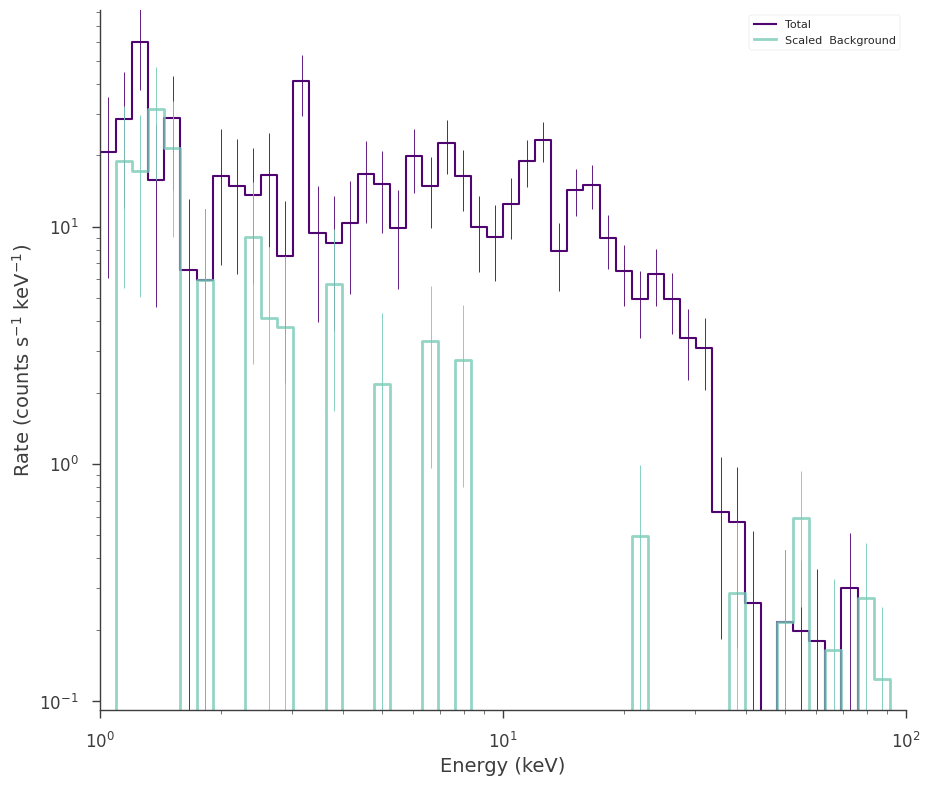 Total
Scaled  Background
Rate (counts s⁻¹ keV⁻¹)
10¹
10⁰
10⁻¹
10⁰
10¹
10²
Energy (keV)